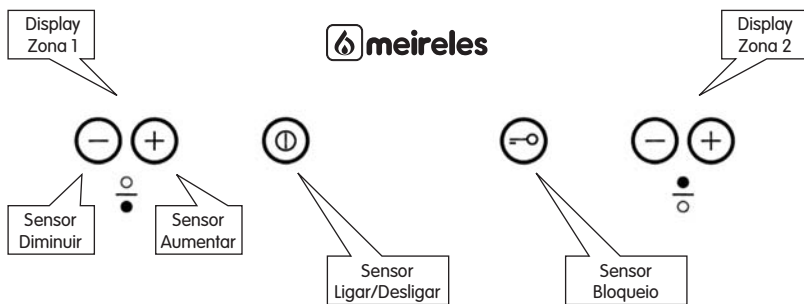 Display
Zona 1
meireles
Display
Zona 2
Sensor
Diminuir
Sensor
Aumentar
Sensor
Ligar/Desligar
Sensor
Bloqueio